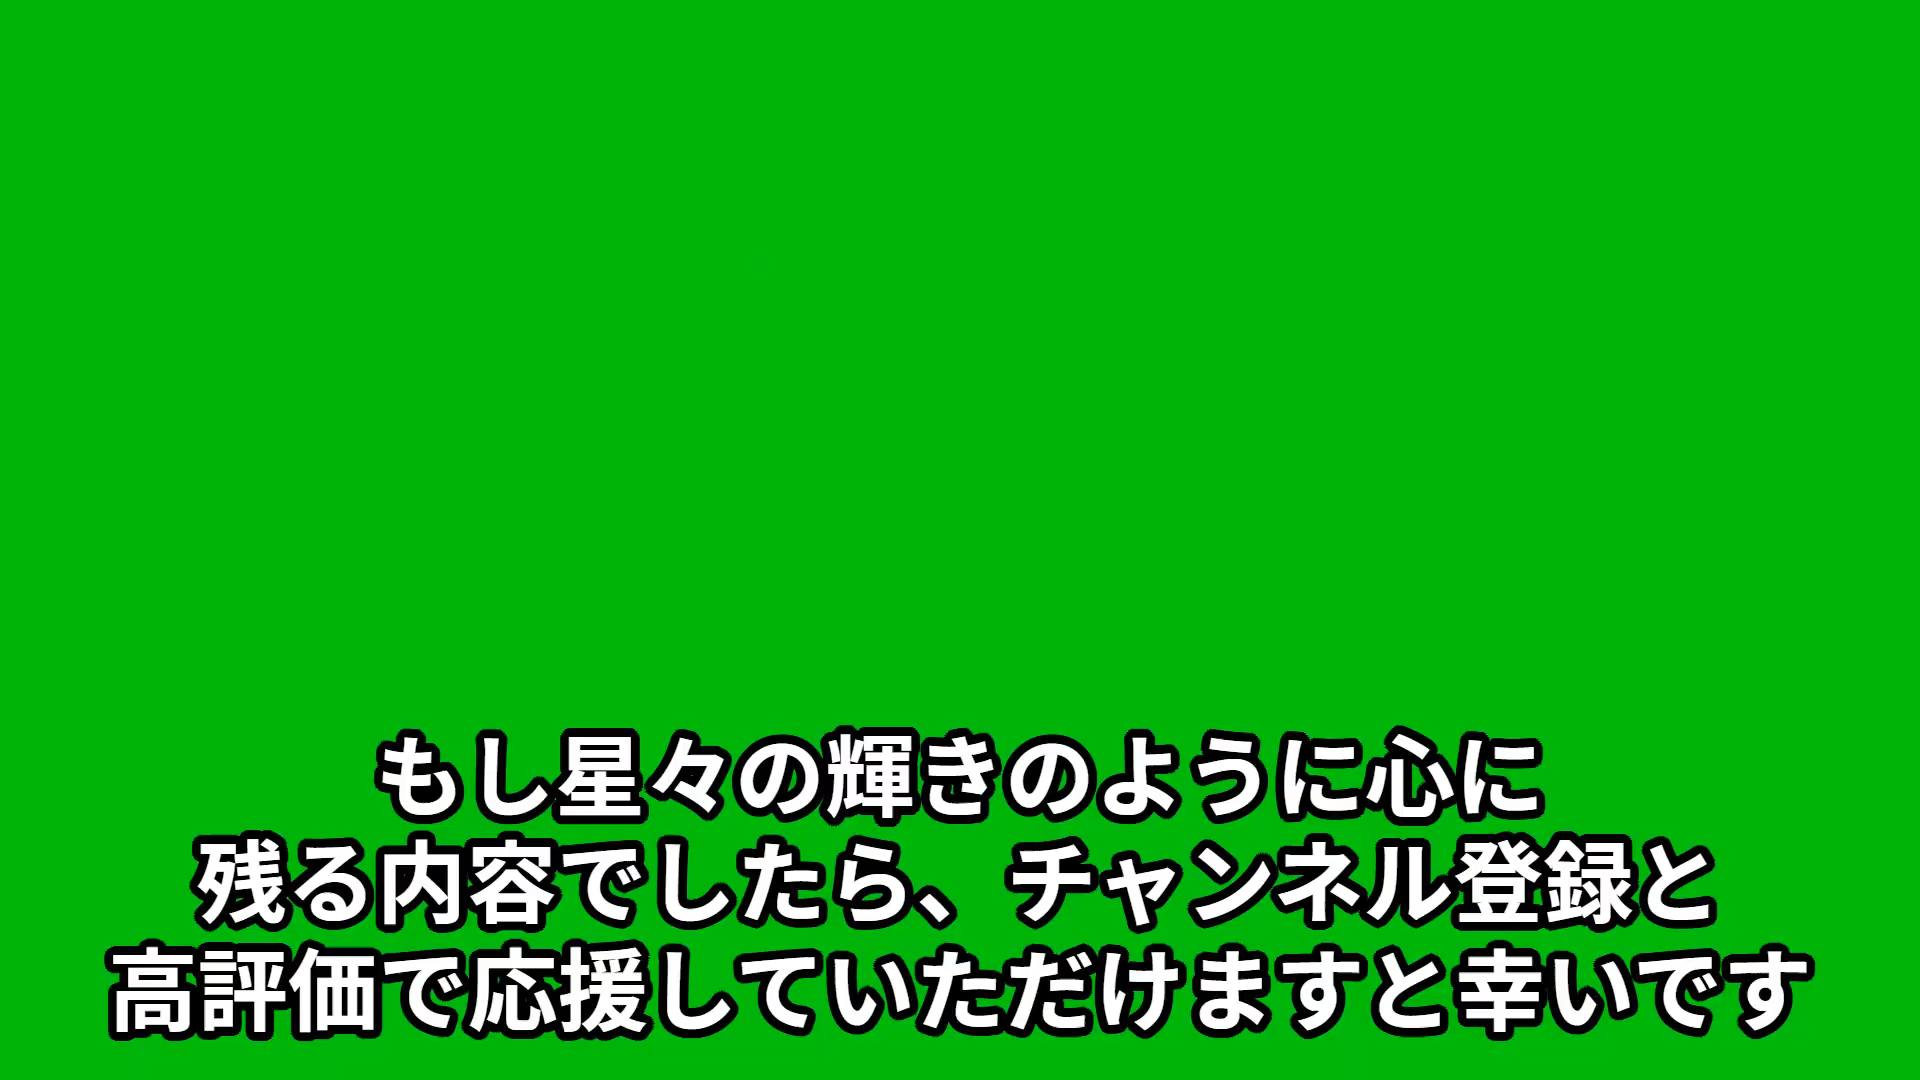 もし星々の輝きのように心に
残る内容でしたら、チャンネル登録と
高評価で応援していただけますと幸いです